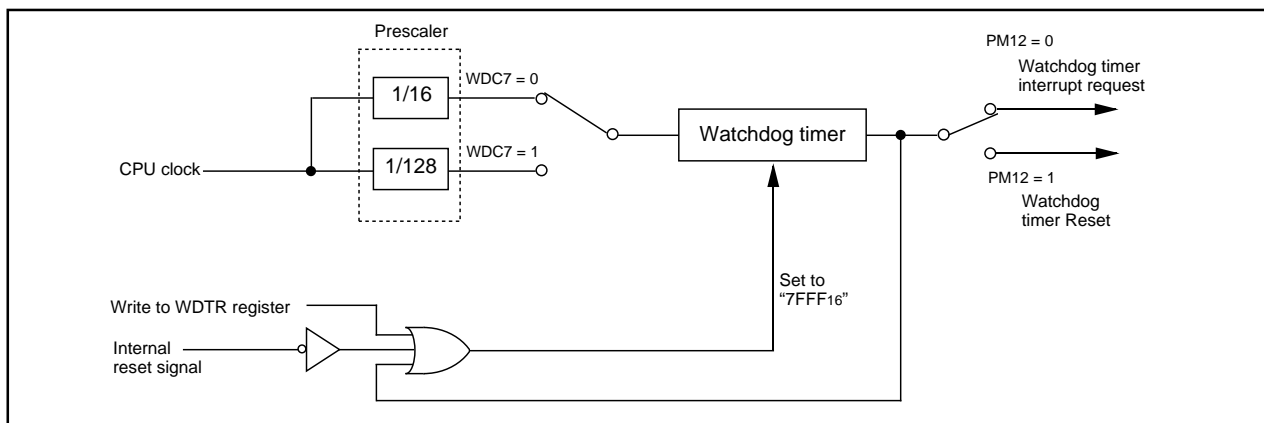 Prescaler
1/16
WDC7 = 0
1/128
WDC7 = 1
CPU clock
Watchdog timer
PM12 = 0
Watchdog timer
interrupt request
PM12 = 1
Watchdog
timer Reset
Set to
“7FFF16”
Write to WDTR register
Internal
reset signal